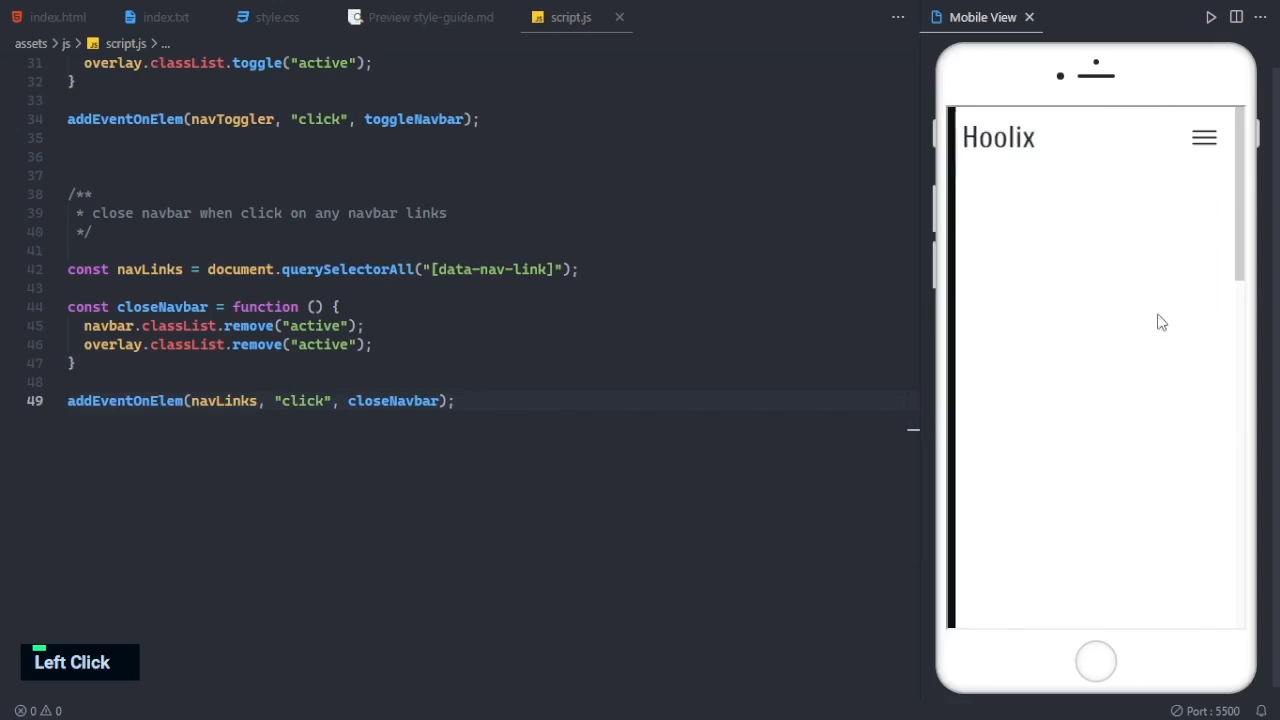 index.html index.txt style.css Preview style-guide.md script.js Mobile View
assets js script.js ...
31 overlay.classList.toggle("active");
32 }
33
34 addEventOnElem(navToggler, "click", toggleNavbar);
35
36
37
38 /**
39 * close navbar when click on any navbar links
40 */
41
42 const navLinks = document.querySelectorAll("[data-nav-link]");
43
44 const closeNavbar = function () {
45 navbar.classList.remove("active");
46 overlay.classList.remove("active");
47 }
48
49 addEventOnElem(navLinks, "click", closeNavbar);
Hoolix
Left Click
0 0 Port : 5500